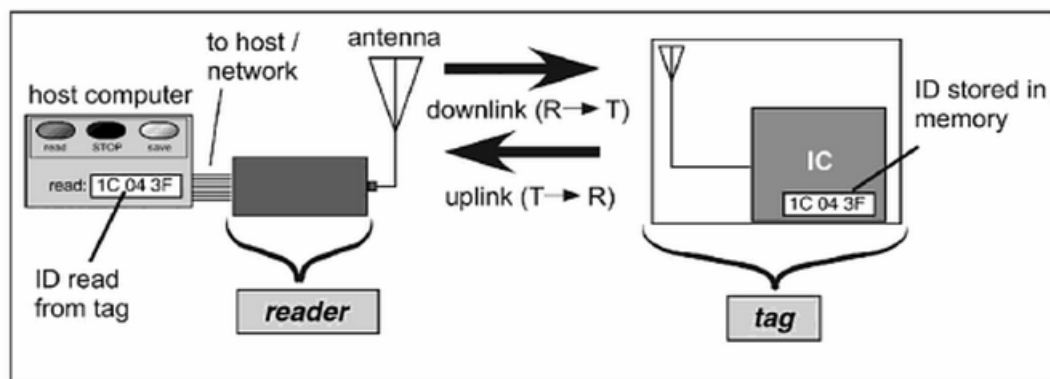 to host /
network
antenna
host computer
read STOP save
read: 1C 04 3F
downlink (R→ T)
uplink (T→ R)
ID stored in
memory
IC
1C 04 3F
ID read
from tag
reader
tag